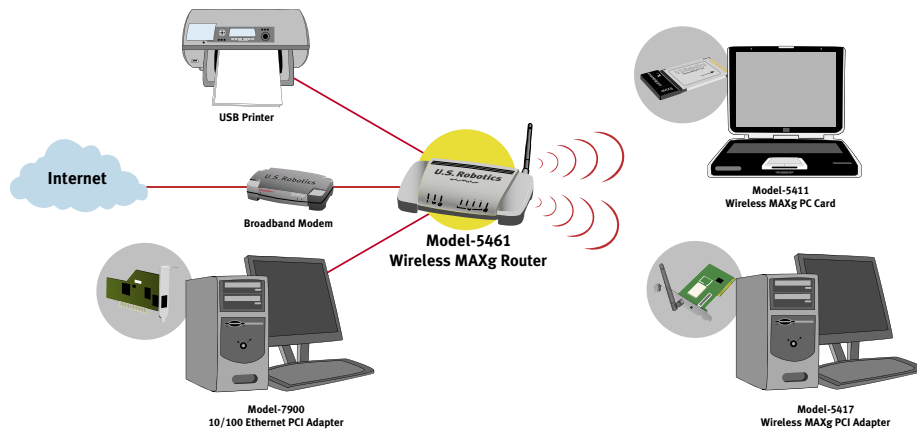 USB Printer
Internet
Broadband Modem
U.S. Robotics
Model-5461
Wireless MAXg Router
Model-5411
Wireless MAXg PC Card
Model-7900
10/100 Ethernet PCI Adapter
Model-5417
Wireless MAXg PCI Adapter